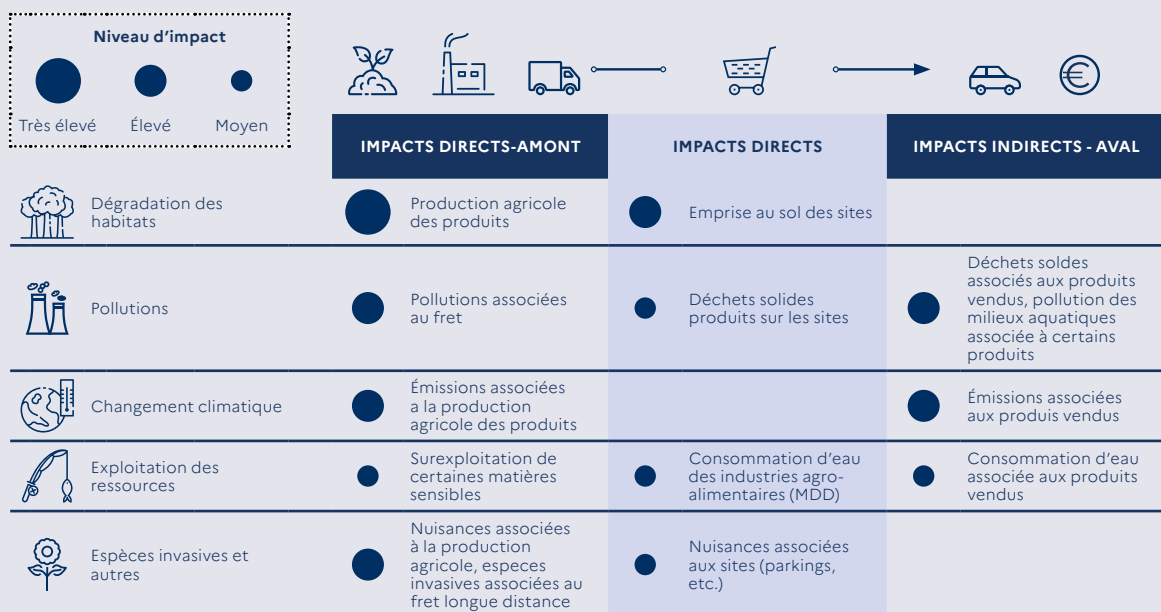 Niveau d’impact
Très élevé
Élevé
Moyen
IMPACTS DIRECTS-AMONT
IMPACTS DIRECTS
IMPACTS INDIRECTS - AVAL
Dégradation des
habitats
Production agricole
des produits
Emprise au sol des sites
Pollutions
Pollutions associées
au fret
Déchets solides
produits sur les sites
Déchets soldes
associés aux produits
vendus, pollution des
milieux aquatiques
associée à certains
produits
Changement climatique
Émissions associées
a la production
agricole des produits
Émissions associées
aux produis vendus
Exploitation des
ressources
Surexploitation de
certaines matières
sensibles
Consommation d’eau
des industries agro-
alimentaires (MDD)
Consommation d’eau
associée aux produits
vendus
Espèces invasives et
autres
Nuisances associées
à la production
agricole, especes
invasives associées au
fret longue distance
Nuisances associées
aux sites (parkings,
etc.)